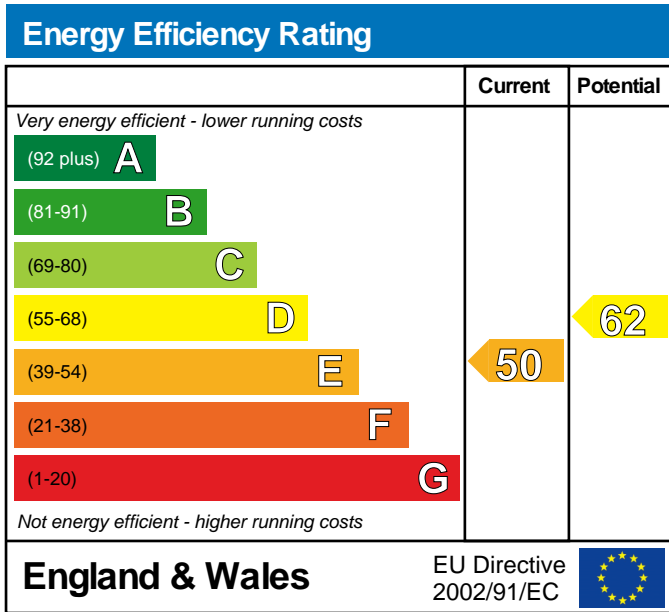 Energy Efficiency Rating
Current Potential
Very energy efficient - lower running costs
(92 plus) A
(81-91) B
(69-80) C
(55-68) D
(39-54) E
(21-38) F
(1-20) G
50
62
Not energy efficient - higher running costs
England & Wales
EU Directive
2002/91/EC